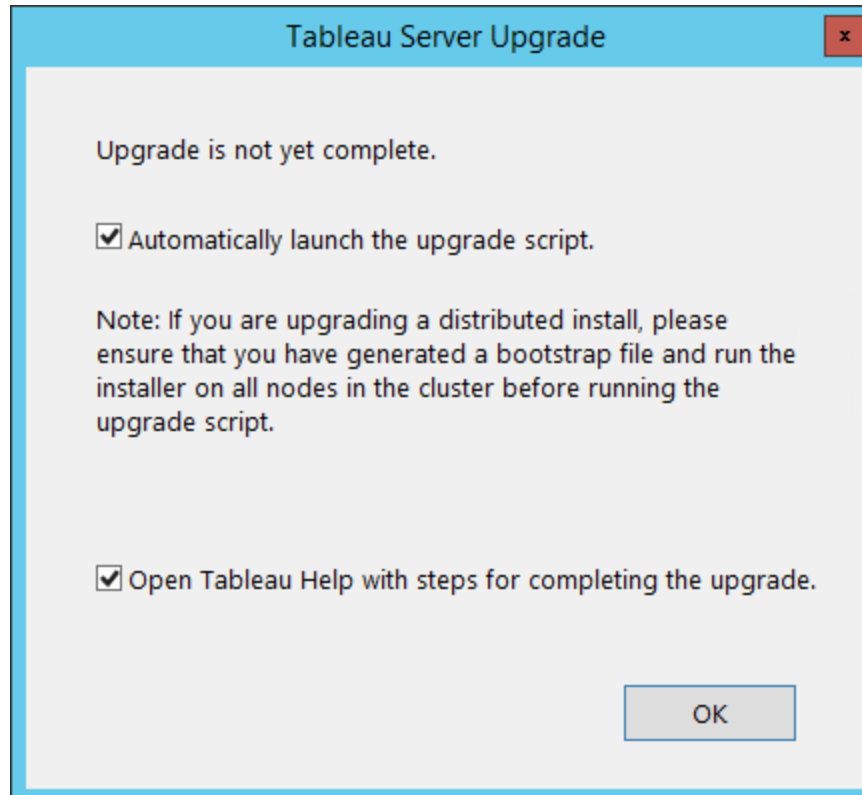 Tableau Server Upgrade
x
Upgrade is not yet complete.
Automatically launch the upgrade script.
Note: If you are upgrading a distributed install, please
ensure that you have generated a bootstrap file and run the
installer on all nodes in the cluster before running the
upgrade script.
Open Tableau Help with steps for completing the upgrade.
OK